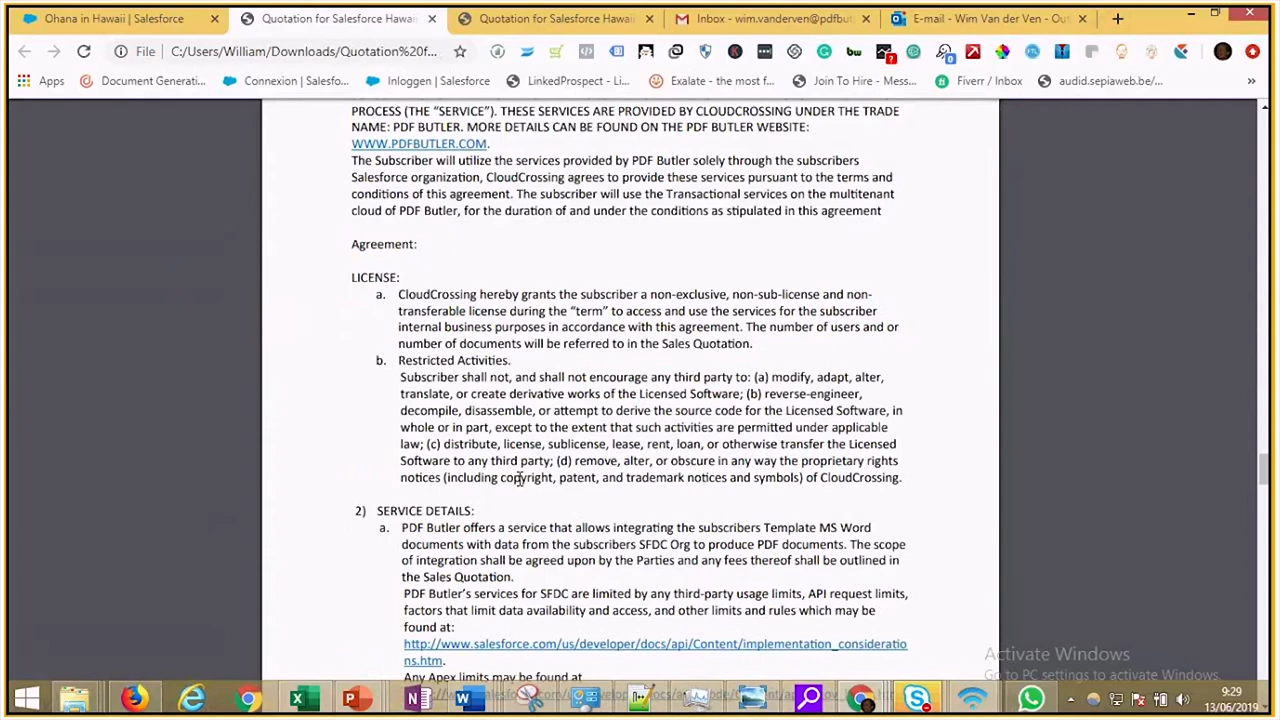 Ohana in Hawaii | Salesforce
Quotation for Salesforce Hawai
Quotation for Salesforce Hawai
Inbox - wim.vanderven@pdfbut
E-mail - Wim Van der Ven - Out
File
C:/Users/William/Downloads/Quotation%20f...
Apps
Document Generati...
Connexion | Salesfo...
Inloggen | Salesforce
LinkedProspect - Li...
Exalate - the most f...
Join To Hire - Mess...
Fiverr / Inbox
audid.sepiaweb.be/...
PROCESS (THE “SERVICE”). THESE SERVICES ARE PROVIDED BY CLOUDCROSSING UNDER THE TRADE
NAME: PDF BUTLER. MORE DETAILS CAN BE FOUND ON THE PDF BUTLER WEBSITE:
WWW.PDFBUTLER.COM.
The Subscriber will utilize the services provided by PDF Butler solely through the subscribers
Salesforce organization, CloudCrossing agrees to provide these services pursuant to the terms and
conditions of this agreement. The subscriber will use the Transactional services on the multitenant
cloud of PDF Butler, for the duration of and under the conditions as stipulated in this agreement
Agreement:
LICENSE:
a. CloudCrossing hereby grants the subscriber a non-exclusive, non-sub-license and non-
transferable license during the “term” to access and use the services for the subscriber
internal business purposes in accordance with this agreement. The number of users and or
number of documents will be referred to in the Sales Quotation.
b. Restricted Activities.
Subscriber shall not, and shall not encourage any third party to: (a) modify, adapt, alter,
translate, or create derivative works of the Licensed Software; (b) reverse-engineer,
decompile, disassemble, or attempt to derive the source code for the Licensed Software, in
whole or in part, except to the extent that such activities are permitted under applicable
law; (c) distribute, license, sublicense, lease, rent, loan, or otherwise transfer the Licensed
Software to any third party; (d) remove, alter, or obscure in any way the proprietary rights
notices (including copyright, patent, and trademark notices and symbols) of CloudCrossing.
2) SERVICE DETAILS:
a. PDF Butler offers a service that allows integrating the subscribers Template MS Word
documents with data from the subscribers SFDC Org to produce PDF documents. The scope
of integration shall be agreed upon by the Parties and any fees thereof shall be outlined in
the Sales Quotation.
PDF Butler’s services for SFDC are limited by any third-party usage limits, API request limits,
factors that limit data availability and access, and other limits and rules which may be
found at:
http://www.salesforce.com/us/developer/docs/api/Content/implementation_consideratio
ns.htm.
Any Apex limits may be found at
Activate Windows
Go to PC settings to activate Windows.
9:29
13/06/2019